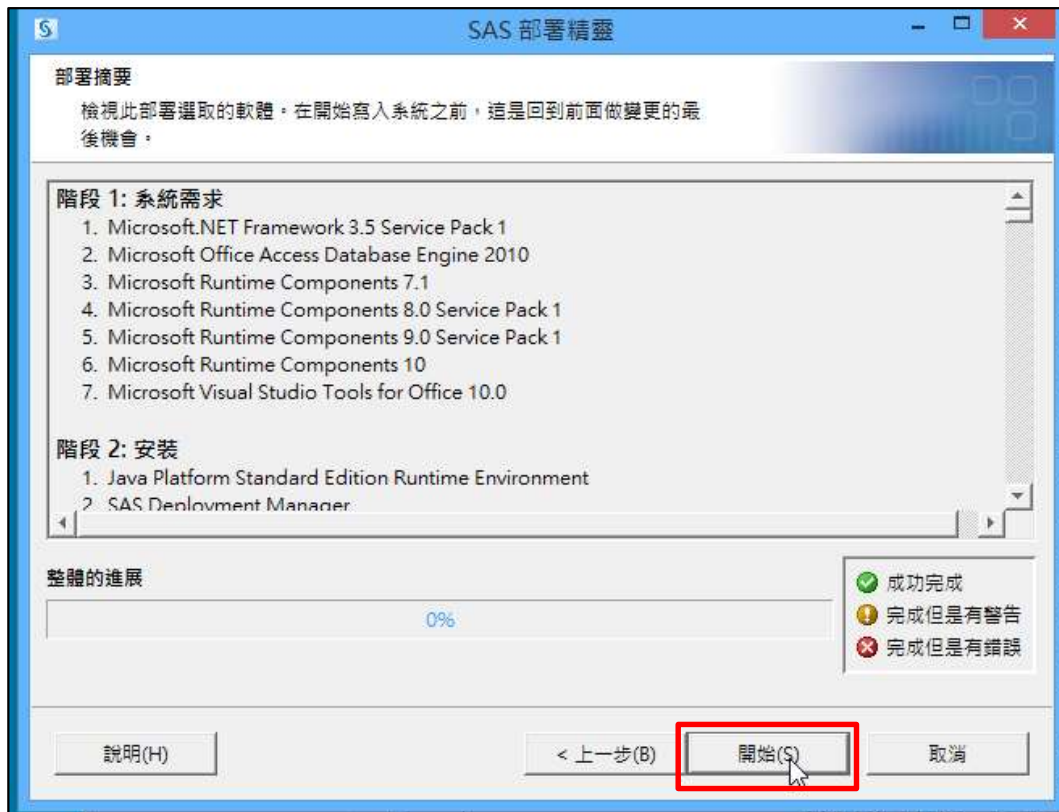 SAS 部署精靈
部署摘要
檢視此部署選取的軟體。在開始寫入系統之前，這是回到前面做變更的最
後機會。
階段 1: 系統需求
1. Microsoft.NET Framework 3.5 Service Pack 1
2. Microsoft Office Access Database Engine 2010
3. Microsoft Runtime Components 7.1
4. Microsoft Runtime Components 8.0 Service Pack 1
5. Microsoft Runtime Components 9.0 Service Pack 1
6. Microsoft Runtime Components 10
7. Microsoft Visual Studio Tools for Office 10.0
階段 2: 安裝
1. Java Platform Standard Edition Runtime Environment
2. SAS Deployment Manager
整體的進展
0%
成功完成
完成但是有警告
完成但是有錯誤
說明(H)
< 上一步(B)
開始(S)
取消